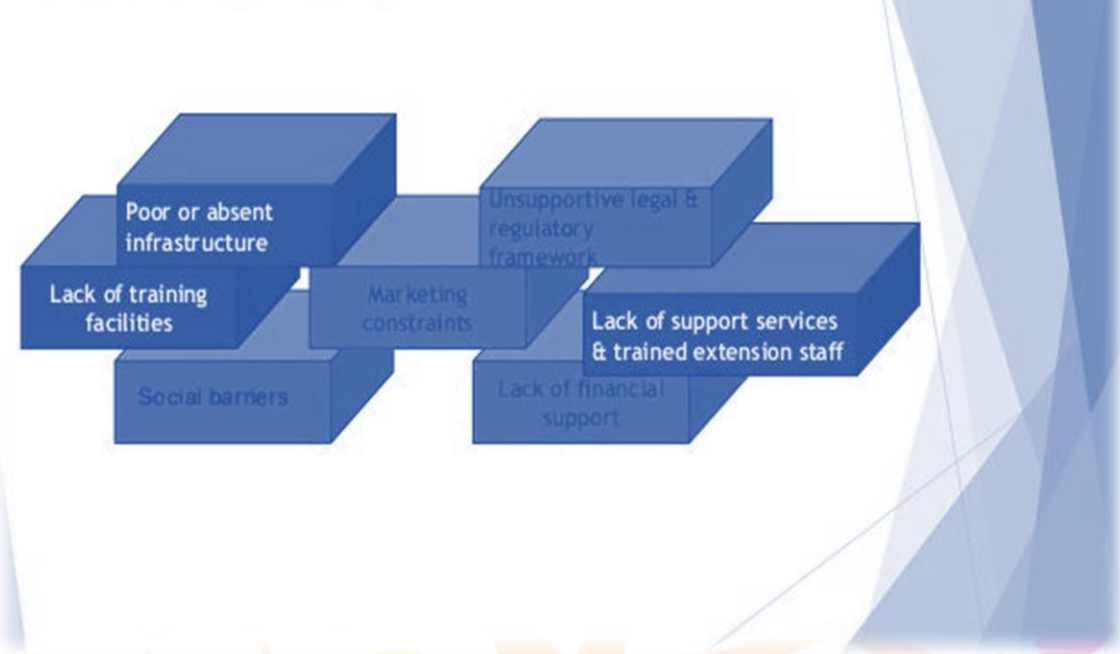 Poor or absent
infrastructure
Unsupportive legal &
regulatory
framework
Lack of training
facilities
Marketing
constraints
Lack of support services
& trained extension staff
Social barriers
Lack of financial
support